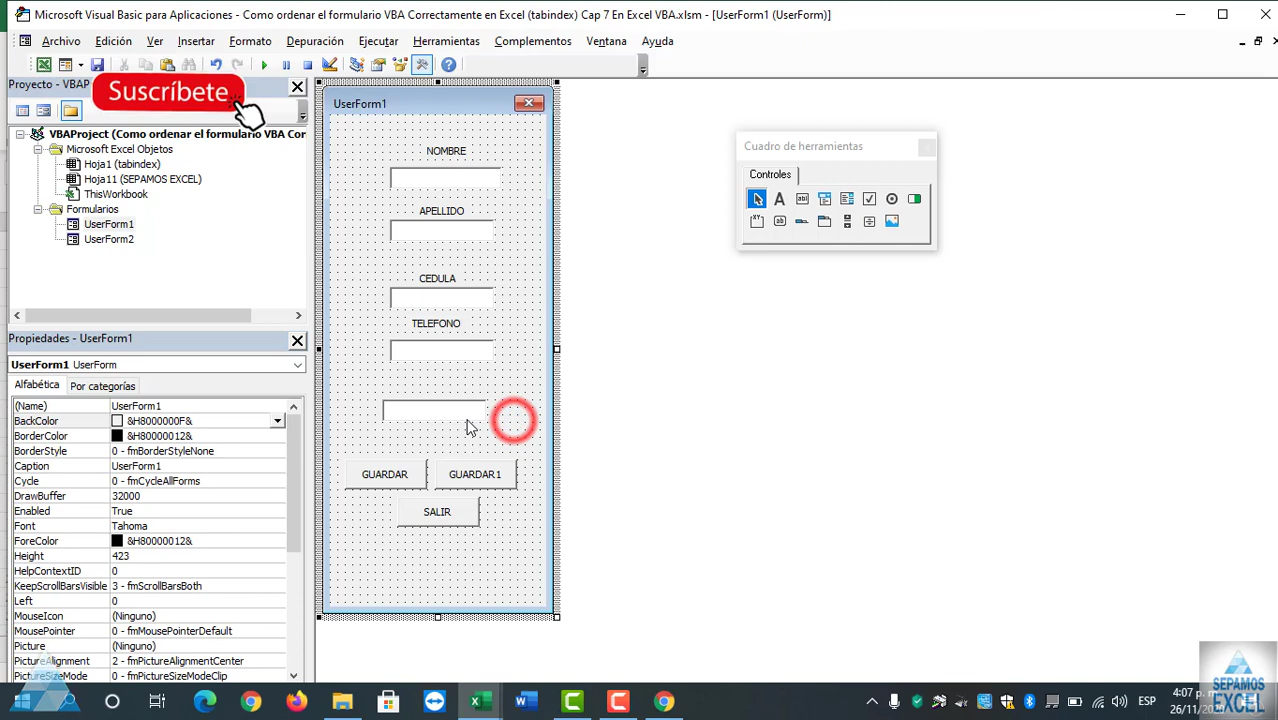 Microsoft Visual Basic para Aplicaciones - Como ordenar el formulario VBA Correctamente en Excel (tabindex) Cap 7 En Excel VBA.xlsm - [UserForm1 (UserForm)]
Archivo Edición Ver Insertar Formato Depuración Ejecutar Herramientas Complementos Ventana Ayuda
Proyecto - VBAP
Suscríbete
VBAProject (Como ordenar el formulario VBA Cor
Microsoft Excel Objetos
Hoja1 (tabindex)
Hoja11 (SEPAMOS EXCEL)
ThisWorkbook
Formularios
UserForm1
UserForm2
Propiedades - UserForm1
UserForm1 UserForm
Alfabética Por categorías
(Name) UserForm1
BackColor &H8000000F&
BorderColor &H80000012&
BorderStyle 0 - fmBorderStyleNone
Caption UserForm1
Cycle 0 - fmCycleAllForms
DrawBuffer 32000
Enabled True
Font Tahoma
ForeColor &H80000012&
Height 423
HelpContextID 0
KeepScrollBarsVisible 3 - fmScrollBarsBoth
Left 0
MouseIcon (Ninguno)
MousePointer 0 - fmMousePointerDefault
Picture (Ninguno)
PictureAlignment 2 - fmPictureAlignmentCenter
PictureSizeMode 0 - fmPictureSizeModeClip
UserForm1
NOMBRE
APELLIDO
CEDULA
TELEFONO
GUARDAR GUARDAR1
SALIR
Cuadro de herramientas
Controles
ESP
4:07 p. m.
26/11/20
SEPAMOS
EXCEL